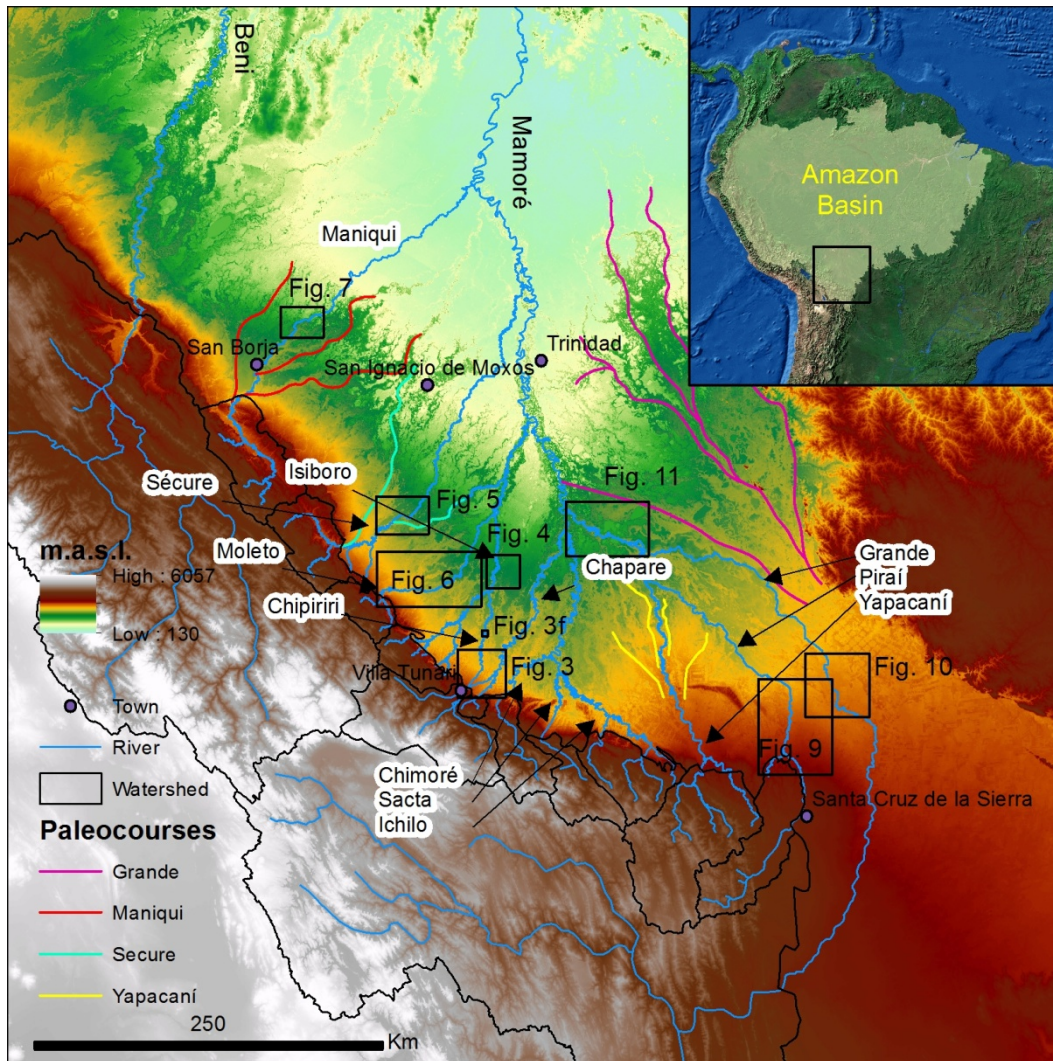 Beni
Mamoré
Amazon
Basin
Maniqui
Fig. 7
San Borja
San Ignacio de Moxos
Trinidad
Sécure
Isiboro
Fig. 5
Fig. 11
Fig. 4
Moleto
Fig. 6
Chapare
Grande
Piraí
Yapacaní
Chipiriri
Fig. 3f
Fig. 3
Villa Tunari
Fig. 10
Fig. 9
Chimoré
Sacta
Ichilo
Santa Cruz de la Sierra
m.a.s.l.
High : 6057
Low : 130
Town
River
Watershed
Paleocourses
Grande
Maniqui
Secure
Yapacaní
250
Km